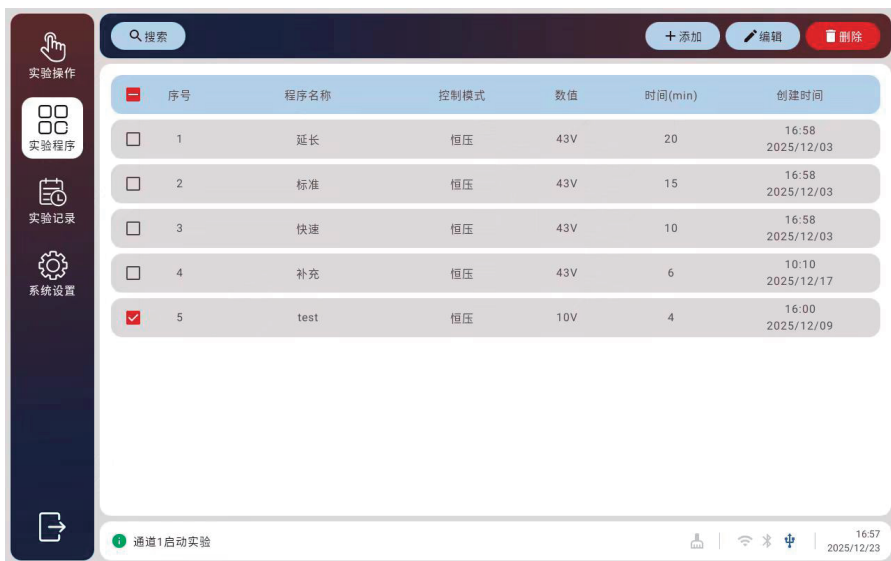 实验操作
实验程序
实验记录
系统设置
搜索
+添加
编辑
删除
序号 程序名称 控制模式 数值 时间(min) 创建时间
1 延长 恒压 43V 20 16:58
2025/12/03
2 标准 恒压 43V 15 16:58
2025/12/03
3 快速 恒压 43V 10 16:58
2025/12/03
4 补充 恒压 43V 6 10:10
2025/12/17
5 test 恒压 10V 4 16:00
2025/12/09
通道1启动实验
16:57
2025/12/23